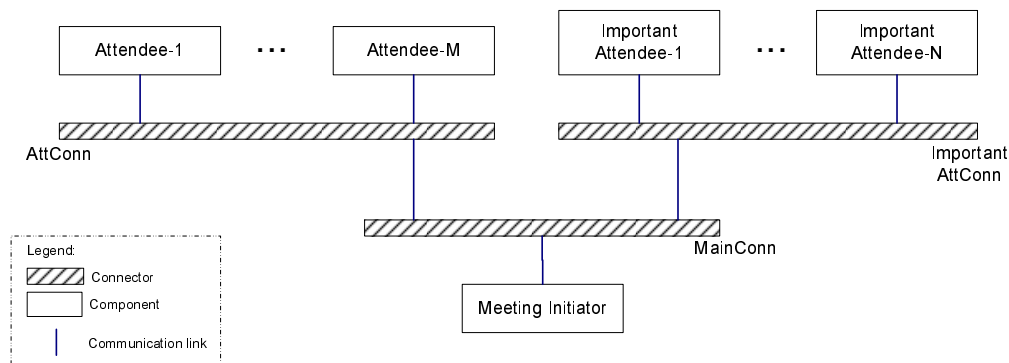 Attendee-1
...
Attendee-M
Important
Attendee-1
...
Important
Attendee-N
AttConn
Important
AttConn
MainConn
Meeting Initiator
Legend:
Connector
Component
Communication link